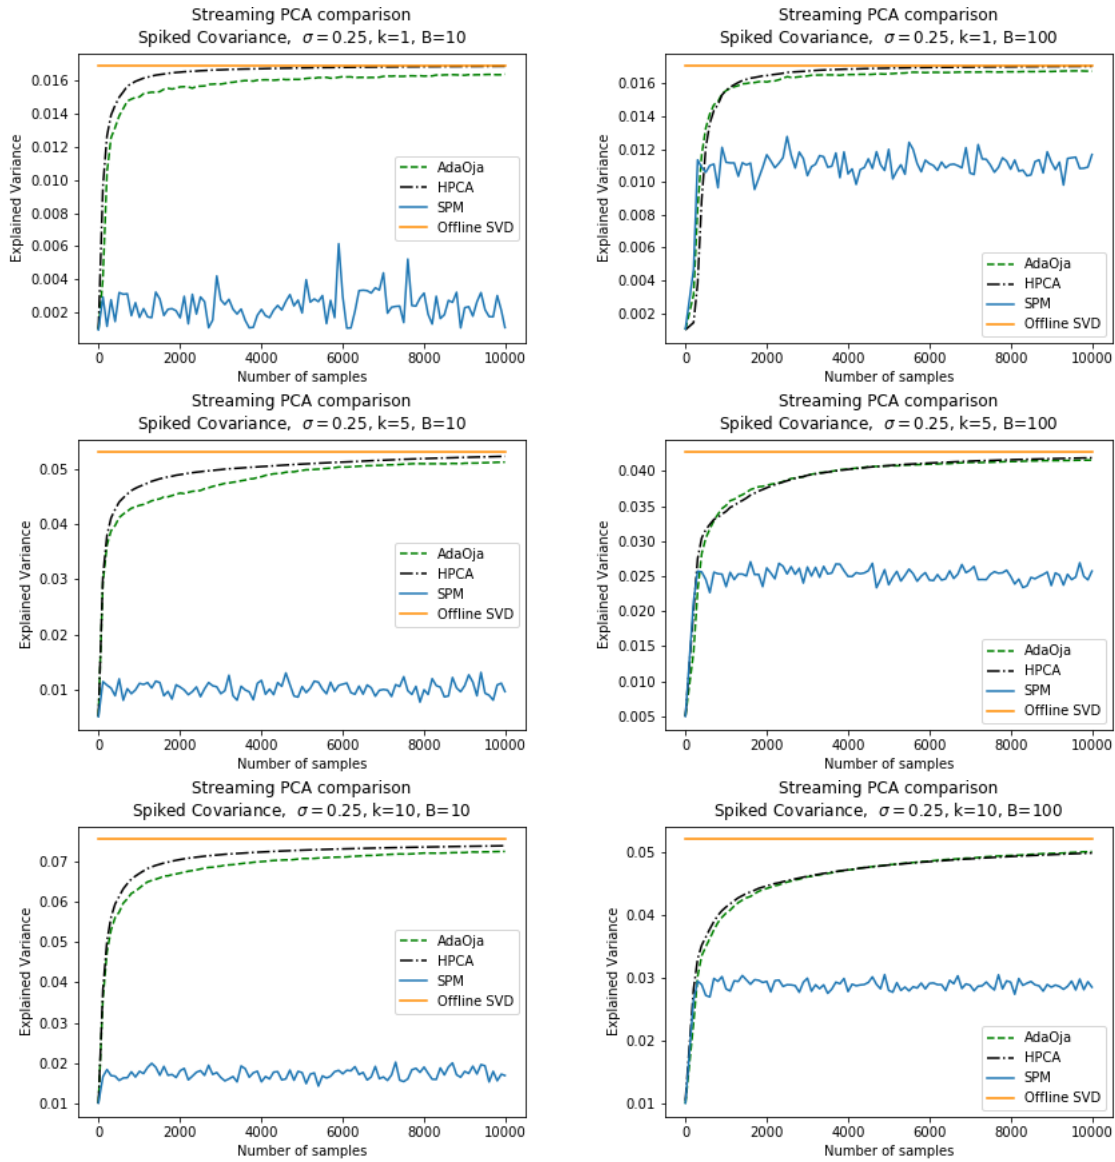 Streaming PCA comparison
Spiked Covariance, σ = 0.25, k=1, B=10
Explained Variance
0.016
0.014
0.012
0.010
0.008
0.006
0.004
0.002
AdaOja
HPCA
SPM
Offline SVD
0
2000
4000
6000
8000
10000
Number of samples
Streaming PCA comparison
Spiked Covariance, σ = 0.25, k=1, B=100
Explained Variance
0.016
0.014
0.012
0.010
0.008
0.006
0.004
0.002
AdaOja
HPCA
SPM
Offline SVD
0
2000
4000
6000
8000
10000
Number of samples
Streaming PCA comparison
Spiked Covariance, σ = 0.25, k=5, B=10
Explained Variance
0.05
0.04
0.03
0.02
0.01
AdaOja
HPCA
SPM
Offline SVD
0
2000
4000
6000
8000
10000
Number of samples
Streaming PCA comparison
Spiked Covariance, σ = 0.25, k=5, B=100
Explained Variance
0.040
0.035
0.030
0.025
0.020
0.015
0.010
0.005
AdaOja
HPCA
SPM
Offline SVD
0
2000
4000
6000
8000
10000
Number of samples
Streaming PCA comparison
Spiked Covariance, σ = 0.25, k=10, B=10
Explained Variance
0.07
0.06
0.05
0.04
0.03
0.02
0.01
AdaOja
HPCA
SPM
Offline SVD
0
2000
4000
6000
8000
10000
Number of samples
Streaming PCA comparison
Spiked Covariance, σ = 0.25, k=10, B=100
Explained Variance
0.05
0.04
0.03
0.02
0.01
AdaOja
HPCA
SPM
Offline SVD
0
2000
4000
6000
8000
10000
Number of samples